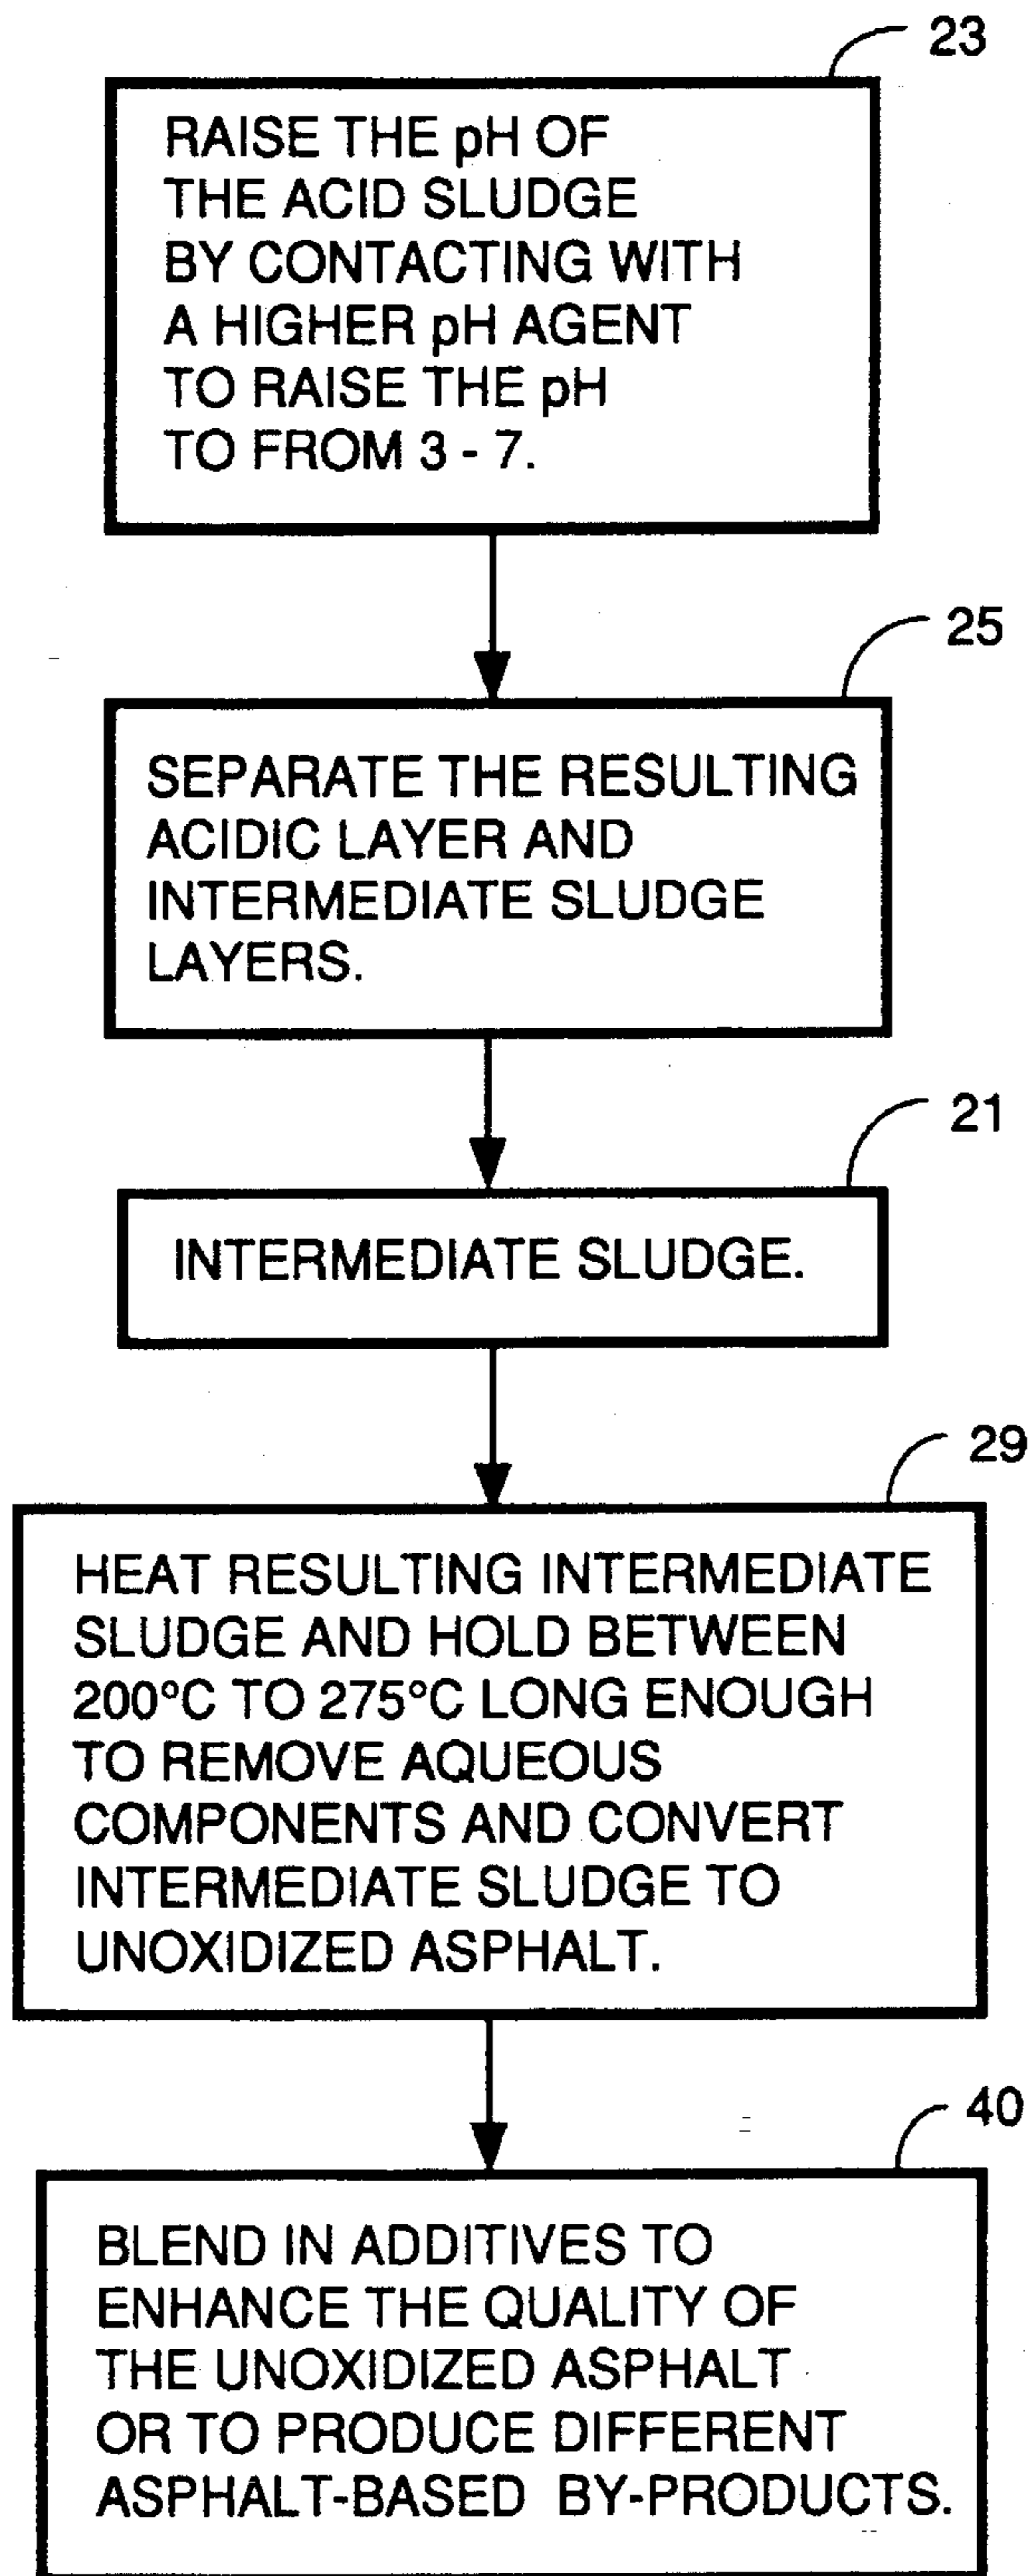 23
RAISE THE pH OF
THE ACID SLUDGE
BY CONTACTING WITH
A HIGHER pH AGENT
TO RAISE THE pH
TO FROM 3 - 7.
25
SEPARATE THE RESULTING
ACIDIC LAYER AND
INTERMEDIATE SLUDGE
LAYERS.
21
INTERMEDIATE SLUDGE.
29
HEAT RESULTING INTERMEDIATE
SLUDGE AND HOLD BETWEEN
200°C TO 275°C LONG ENOUGH
TO REMOVE AQUEOUS
COMPONENTS AND CONVERT
INTERMEDIATE SLUDGE TO
UNOXIDIZED ASPHALT.
40
BLEND IN ADDITIVES TO
ENHANCE THE QUALITY OF
THE UNOXIDIZED ASPHALT
OR TO PRODUCE DIFFERENT
ASPHALT-BASED BY-PRODUCTS.